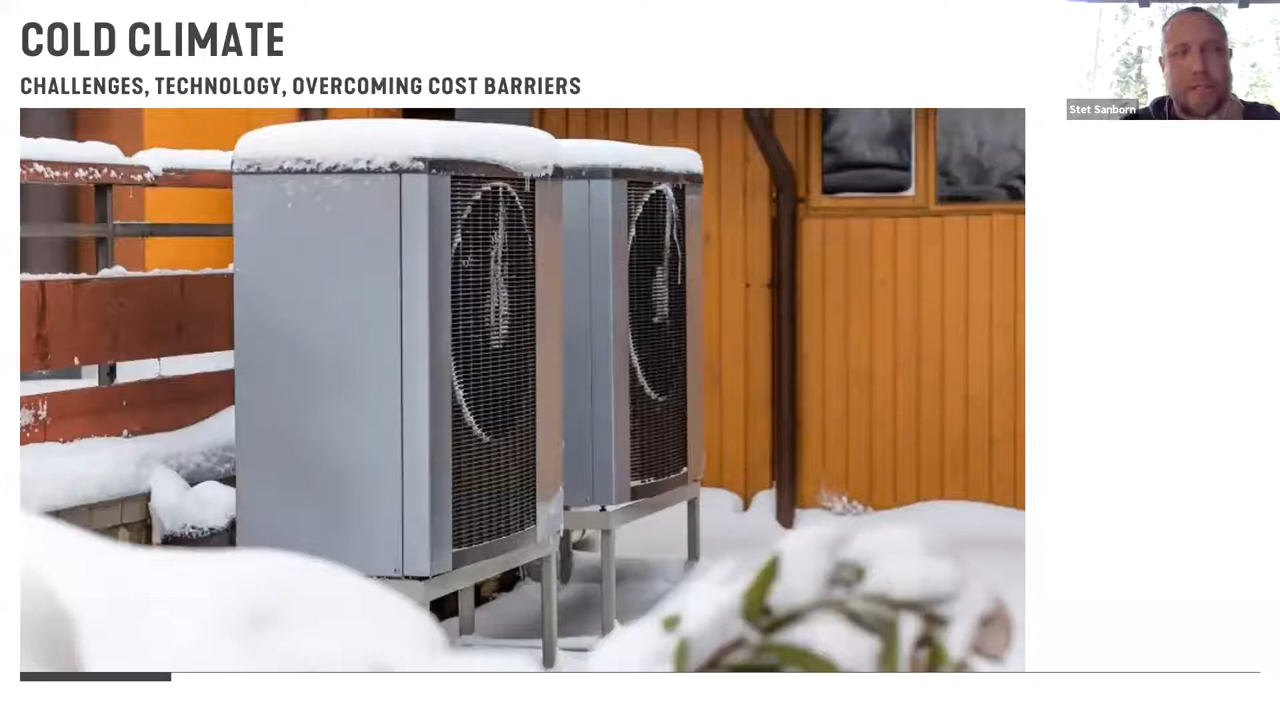 COLD CLIMATE
CHALLENGES, TECHNOLOGY, OVERCOMING COST BARRIERS
Stet Sanborn